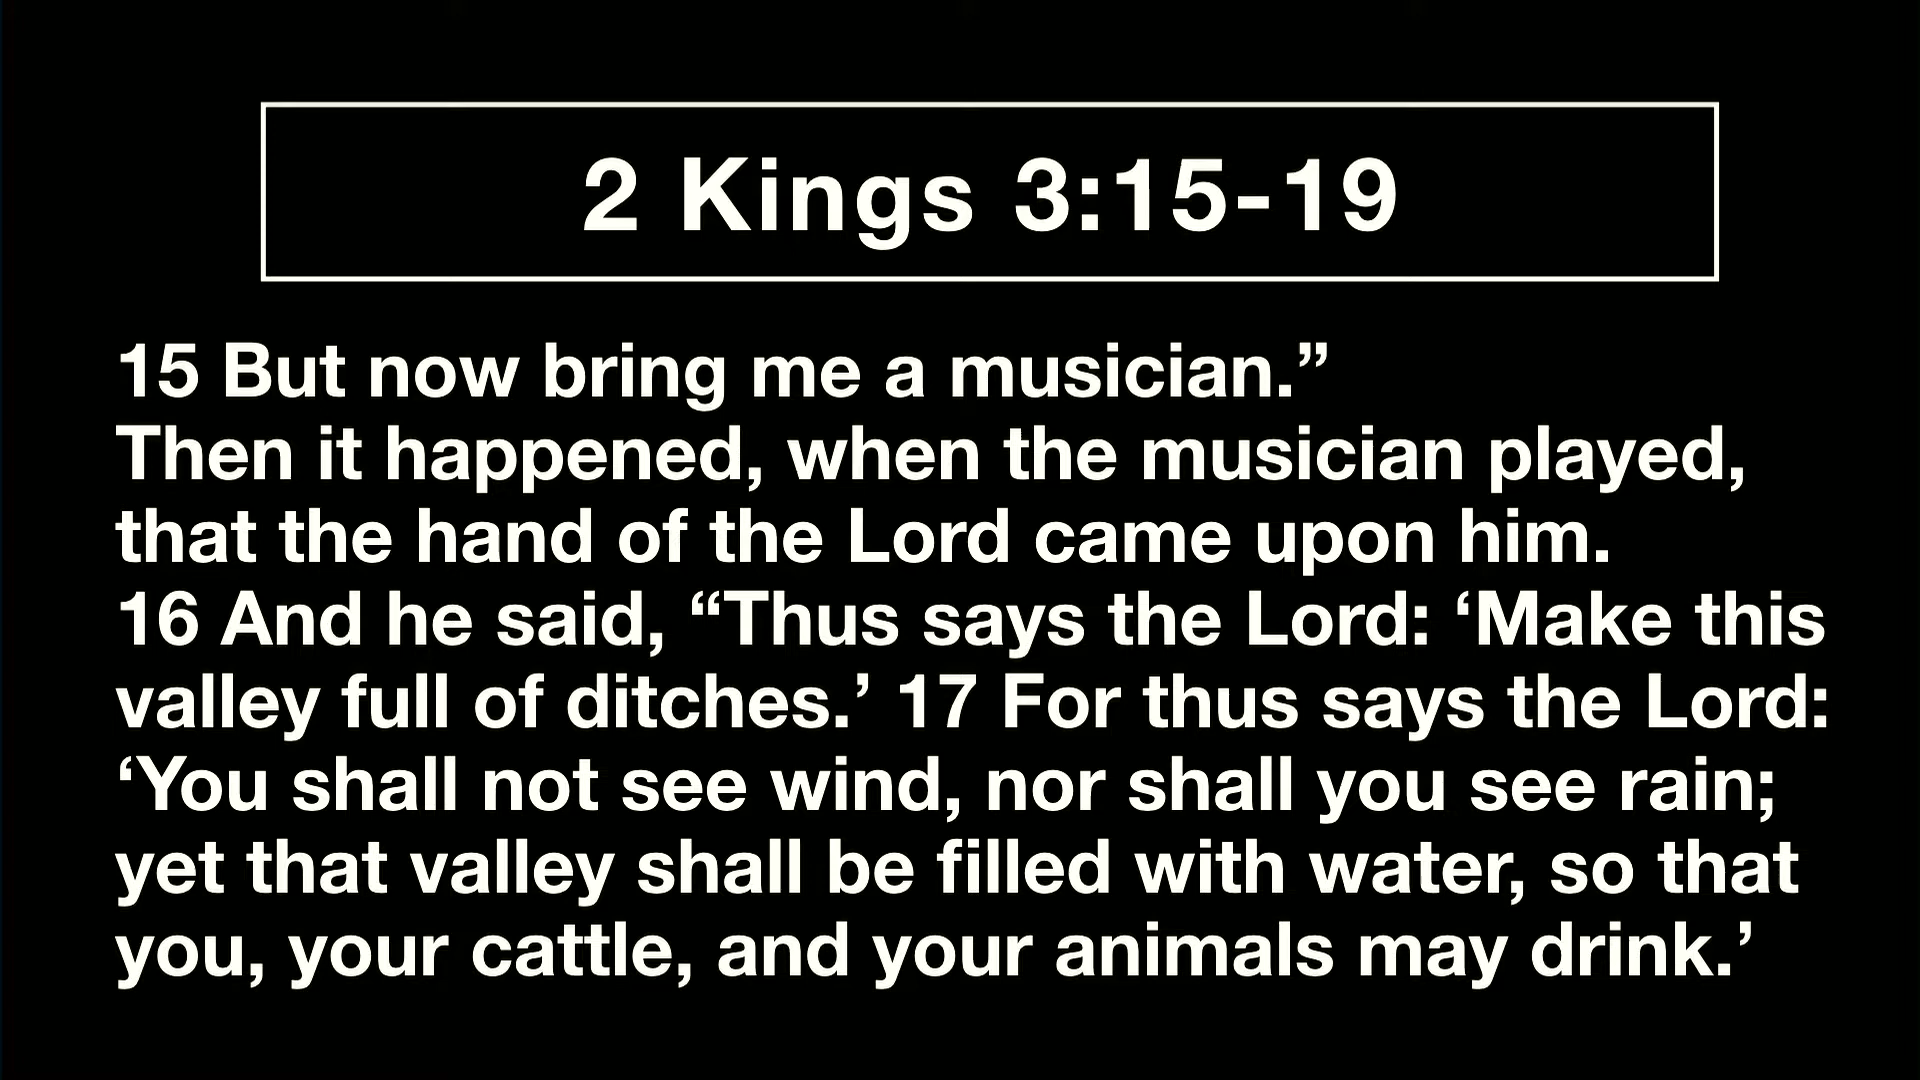 2 Kings 3:15-19
15 But now bring me a musician.”
Then it happened, when the musician played,
that the hand of the Lord came upon him.
16 And he said, “Thus says the Lord: ‘Make this
valley full of ditches.’ 17 For thus says the Lord:
‘You shall not see wind, nor shall you see rain;
yet that valley shall be filled with water, so that
you, your cattle, and your animals may drink.’